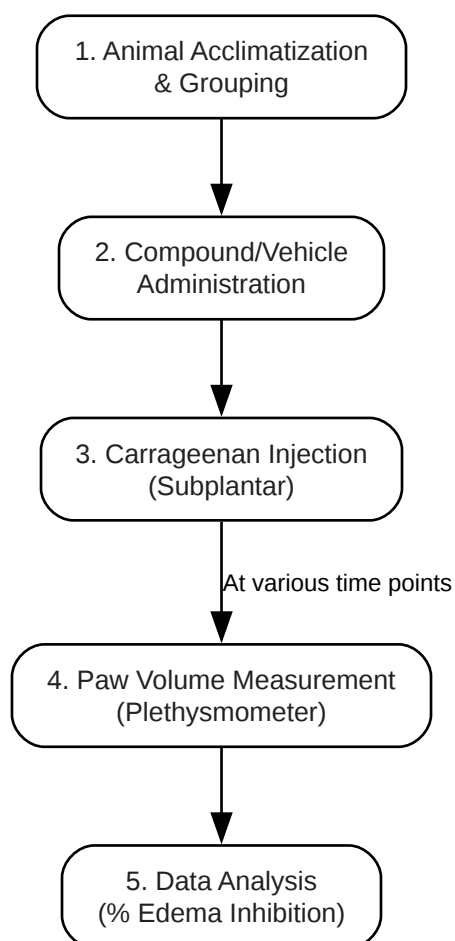 1. Animal Acclimatization
& Grouping
2. Compound/Vehicle
Administration
3. Carrageenan Injection
(Subplantar)
At various time points
4. Paw Volume Measurement
(Plethysmometer)
5. Data Analysis
(% Edema Inhibition)